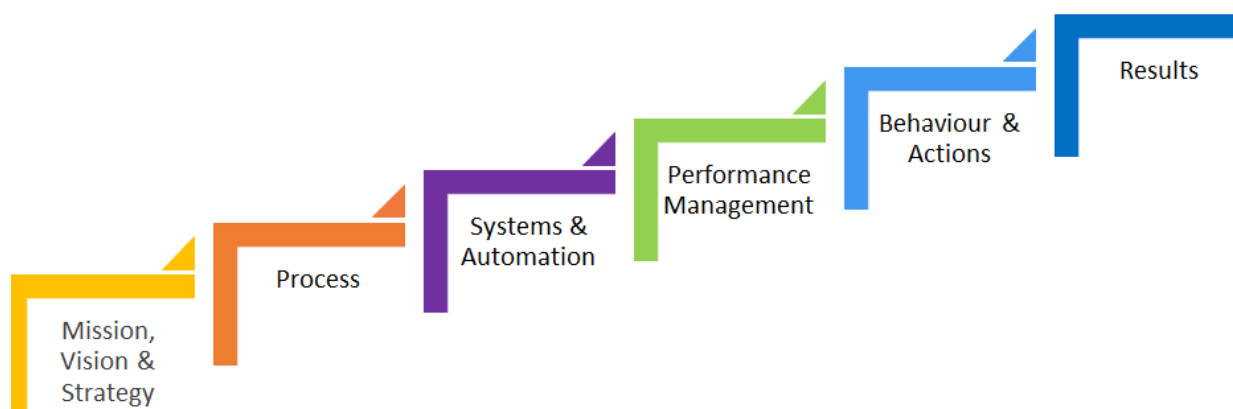 Mission,
Vision &
Strategy
Process
Systems &
Automation
Performance
Management
Behaviour &
Actions
Results